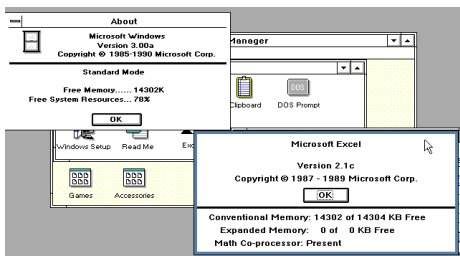 About
Microsoft Windows
Version 3.00a
Copyright © 1985-1990 Microsoft Corp.
Standard Mode
Free Memory...... 14302K
Free System Resources... 78%
OK
Manager
Clipboard
DOS
DOS Prompt
Windows Setup
Read Me
Games
Accessories
Microsoft Excel
Version 2.1c
Copyright © 1987 - 1989 Microsoft Corp.
OK
Conventional Memory: 14302 of 14304 KB Free
Expanded Memory: 0 of 0 KB Free
Math Co-processor: Present